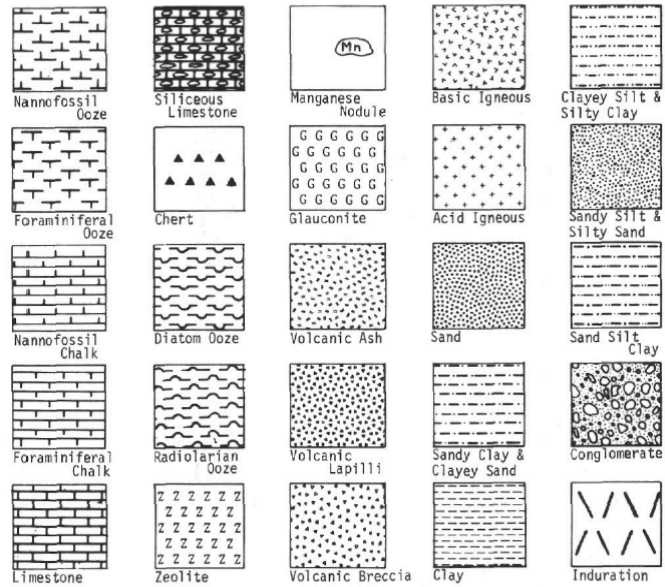 Nannofossil
Ooze
Siliceous
Limestone
Mn
Manganese
Nodule
Basic Igneous
Clayey Silt &
Silty Clay
Foraminiferal
Ooze
Chert
G G G G G G
G G G G G
G G G G G
G G G G G
G G G G G
Glauconite
Acid Igneous
Sandy Silt &
Silty Sand
Nannofossil
Chalk
Diatom Ooze
Volcanic Ash
Sand
Sand Silt
Clay
Foraminiferal
Chalk
Radiolarian
Ooze
Volcanic
Lapilli
Sandy Clay &
Clayey Sand
Conglomerate
Limestone
Z Z Z Z Z Z
Z Z Z Z Z
Z Z Z Z Z
Z Z Z Z Z
Z Z Z Z Z
Zeolite
Volcanic Breccia
Clay
Induration